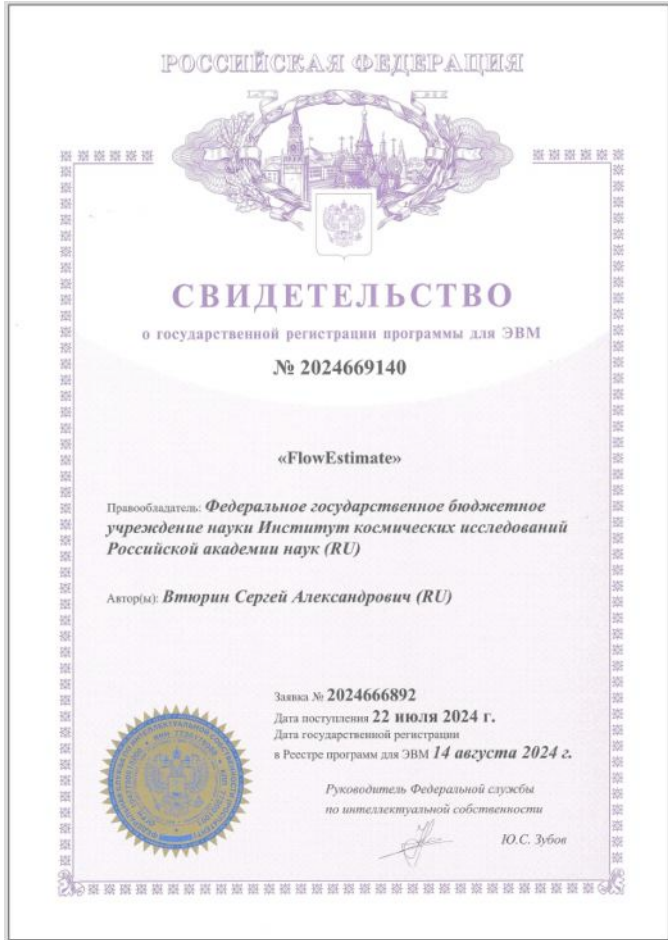 РОССИЙСКАЯ ФЕДЕРАЦИЯ
СВИДЕТЕЛЬСТВО
о государственной регистрации программы для ЭВМ
№ 2024669140
«FlowEstimate»
Правообладатель: Федеральное государственное бюджетное
учреждение науки Институт космических исследований
Российской академии наук (RU)
Автор(ы): Втюрин Сергей Александрович (RU)
Заявка № 2024666892
Дата поступления 22 июля 2024 г.
Дата государственной регистрации
в Реестре программ для ЭВМ 14 августа 2024 г.
Руководитель Федеральной службы
по интеллектуальной собственности
Ю.С. Зубов